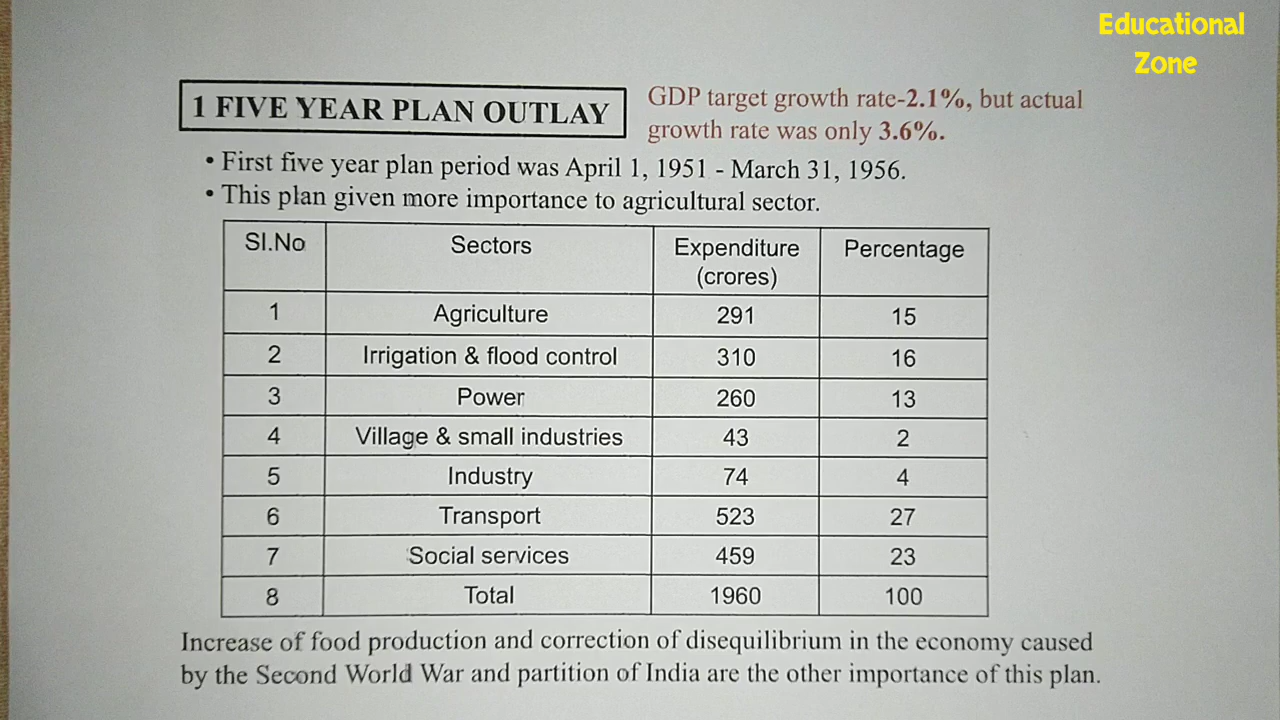 Educational
Zone
1 FIVE YEAR PLAN OUTLAY
GDP target growth rate-2.1%, but actual
growth rate was only 3.6%.
• First five year plan period was April 1, 1951 - March 31, 1956.
• This plan given more importance to agricultural sector.
Sl.No Sectors Expenditure (crores) Percentage
1 Agriculture 291 15
2 Irrigation & flood control 310 16
3 Power 260 13
4 Village & small industries 43 2
5 Industry 74 4
6 Transport 523 27
7 Social services 459 23
8 Total 1960 100
Increase of food production and correction of disequilibrium in the economy caused
by the Second World War and partition of India are the other importance of this plan.